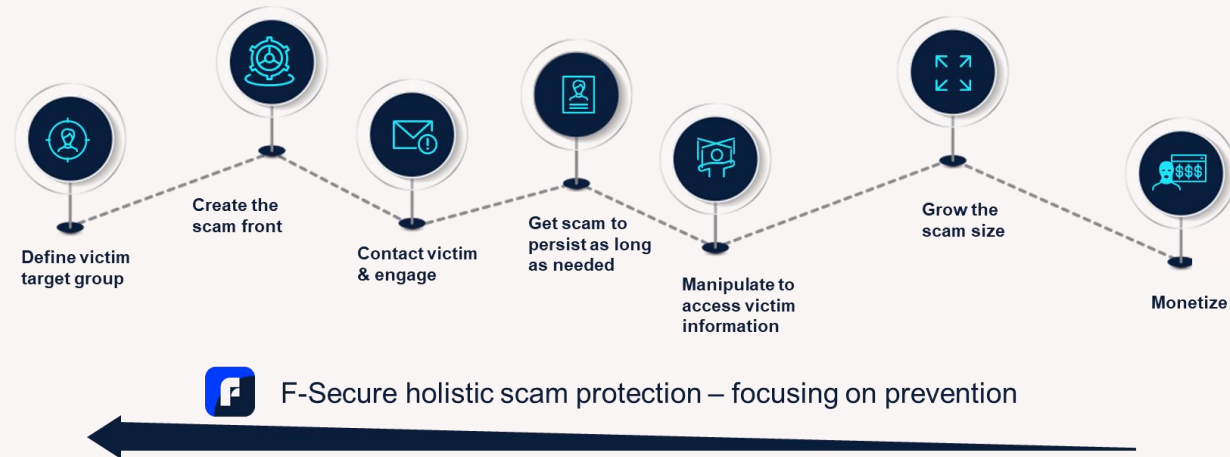 $$$
Define victim
target group
Create the
scam front
Contact victim
& engage
Get scam to
persist as long
as needed
Manipulate to
access victim
information
Grow the
scam size
Monetize
F-Secure holistic scam protection – focusing on prevention